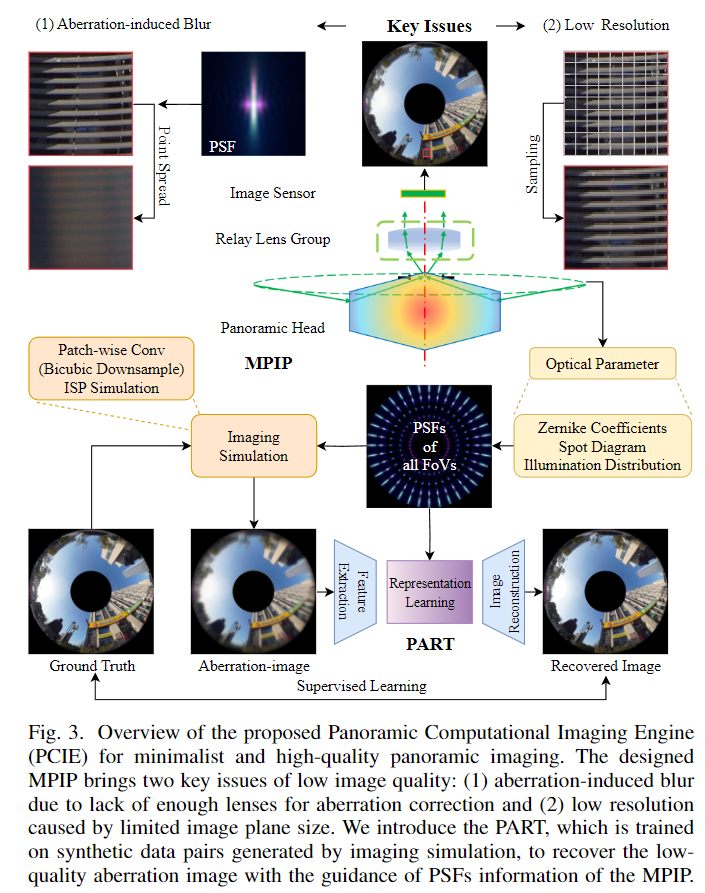 (1) Aberration-induced Blur
Key Issues
(2) Low Resolution
PSF
Point Spread
Sampling
Image Sensor
Relay Lens Group
Panoramic Head
MPIP
Patch-wise Conv
(Bicubic Downsample)
ISP Simulation
Optical Parameter
Imaging
Simulation
PSFs
of
all FoVs
Zernike Coefficients
Spot Diagram
Illumination Distribution
Feature
Extraction
Representation
Learning
Image
Reconstruction
PART
Ground Truth
Aberration-image
Recovered Image
Supervised Learning
Fig. 3. Overview of the proposed Panoramic Computational Imaging Engine
(PCIE) for minimalist and high-quality panoramic imaging. The designed
MPIP brings two key issues of low image quality: (1) aberration-induced blur
due to lack of enough lenses for aberration correction and (2) low resolution
caused by limited image plane size. We introduce the PART, which is trained
on synthetic data pairs generated by imaging simulation, to recover the low-
quality aberration image with the guidance of PSFs information of the MPIP.